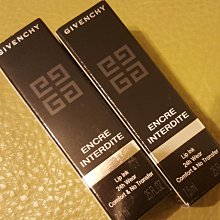 GIVENCHY
ENCRE
INTERDITE
Lip Ink
24h Wear
Comfort & No Transfer
GIVENCHY
ENCRE
INTERDITE
Lip Ink
24h Wear
Comfort & No Transfer